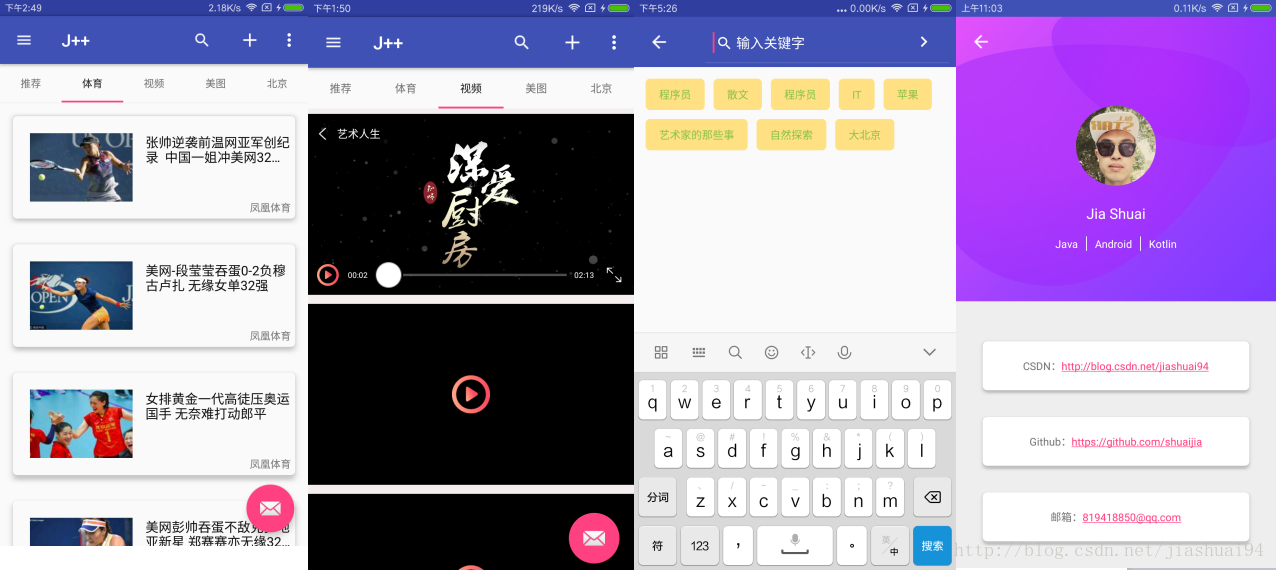 下午2:49
2.18K/s
J++
推荐
体育
视频
美图
北京
张帅逆袭前温网亚军创纪
录 中国一姐冲美网32...
凤凰体育
美网-段莹莹吞蛋0-2负穆
古卢扎 无缘女单32强
凤凰体育
女排黄金一代高徒压奥运
国手 无奈难打动郎平
凤凰体育
美网彭帅吞蛋不敌
亚新星 郑赛赛亦无缘32...
下午1:50
219K/s
J++
推荐
体育
视频
美图
北京
艺术人生
深爱
厨房
00:02
02:13
下午5:26
... 0.00K/s
输入关键字
程序员
散文
程序员
IT
苹果
艺术家的那些事
自然探索
大北京
1 2 3 4 5 6 7 8 9 0
q w e r t y u i o p
~ @ # ! % & * ( )
a s d f g h j k l
- / – _ : ; ?
分词 z x c v b n m
符 123 ， 。 英/中 搜索
上午11:03
0.11K/s
Jia Shuai
Java
Android
Kotlin
CSDN：http://blog.csdn.net/jiashuai94
Github：https://github.com/shuaijia
邮箱：819418850@qq.com
http://blog.csdn.net/jiashuai94